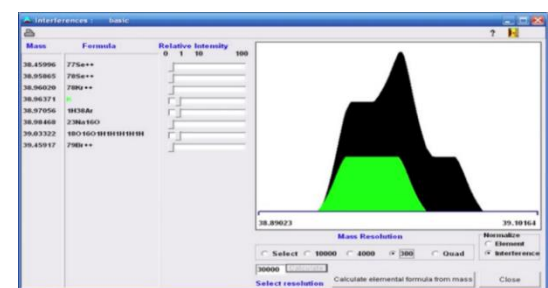 interferences : basic
?
Mass Formula Relative Intensity
0 1 10 100
38.45996 77Se++
38.95865 78Se++
38.96020 78Kr++
38.96371
38.97056 1H38Ar
38.98468 23Na16O
39.03322 18O16O1H1H1H1H1H
39.45917 79Br++
38.89023 39.10164
Mass Resolution
Select 10000 4000 300 Quad
Normalize
Element
Interference
30000
Select resolution
Calculate elemental formula from mass
Close